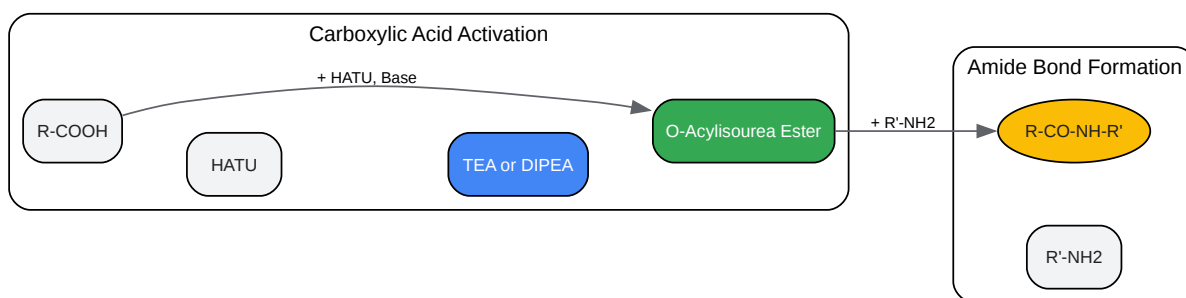 Carboxylic Acid Activation
+ HATU, Base
R-COOH
HATU
TEA or DIPEA
O-Acylisourea Ester
+ R'-NH2
Amide Bond Formation
R-CO-NH-R'
R'-NH2